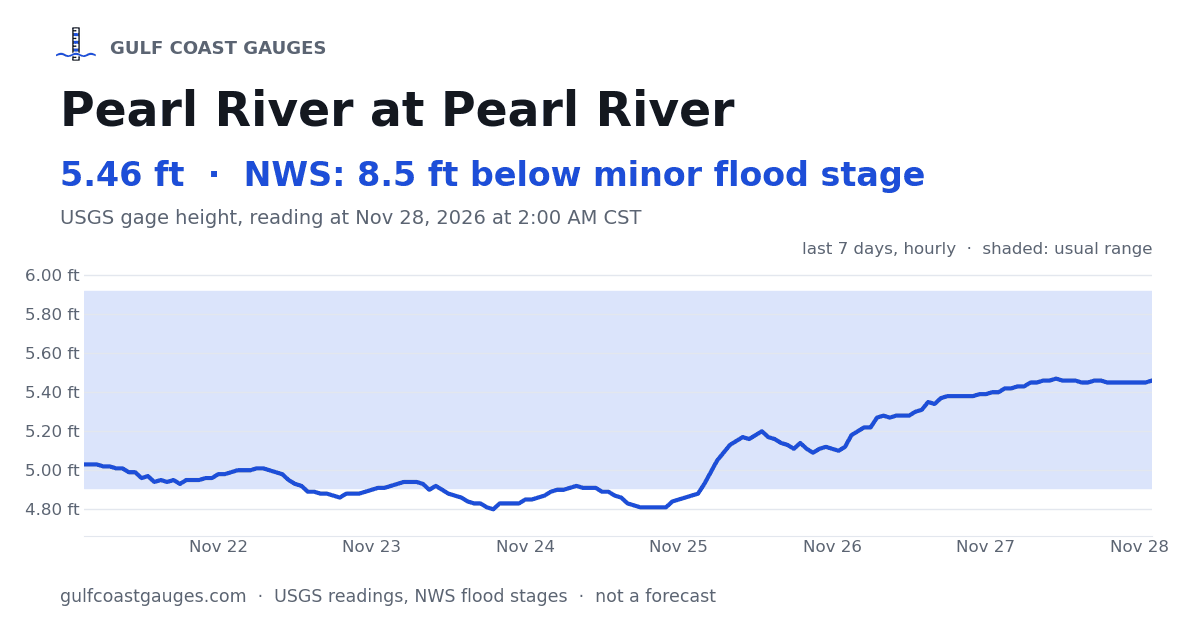 GULF COAST GAUGES
Pearl River at Pearl River
5.46 ft · NWS: 8.5 ft below minor flood stage
USGS gage height, reading at Nov 28, 2026 at 2:00 AM CST
last 7 days, hourly · shaded: usual range
6.00 ft
5.80 ft
5.60 ft
5.40 ft
5.20 ft
5.00 ft
4.80 ft
Nov 22 Nov 23 Nov 24 Nov 25 Nov 26 Nov 27 Nov 28
gulfcoastgauges.com · USGS readings, NWS flood stages · not a forecast